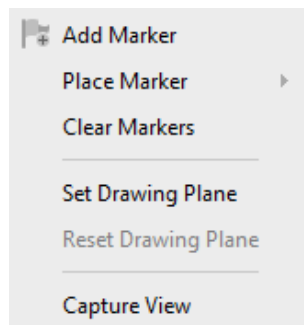 Add Marker
Place Marker
Clear Markers
Set Drawing Plane
Reset Drawing Plane
Capture View